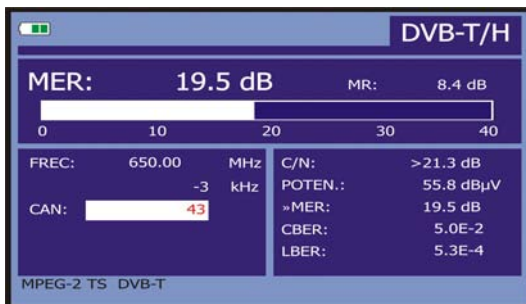 DVB-T/H
MER: 19.5 dB MR: 8.4 dB
0 10 20 30 40
FREC: 650.00 MHz
-3 kHz
CAN: 43
C/N: >21.3 dB
POTEN.: 55.8 dBµV
»MER: 19.5 dB
CBER: 5.0E-2
LBER: 5.3E-4
MPEG-2 TS DVB-T